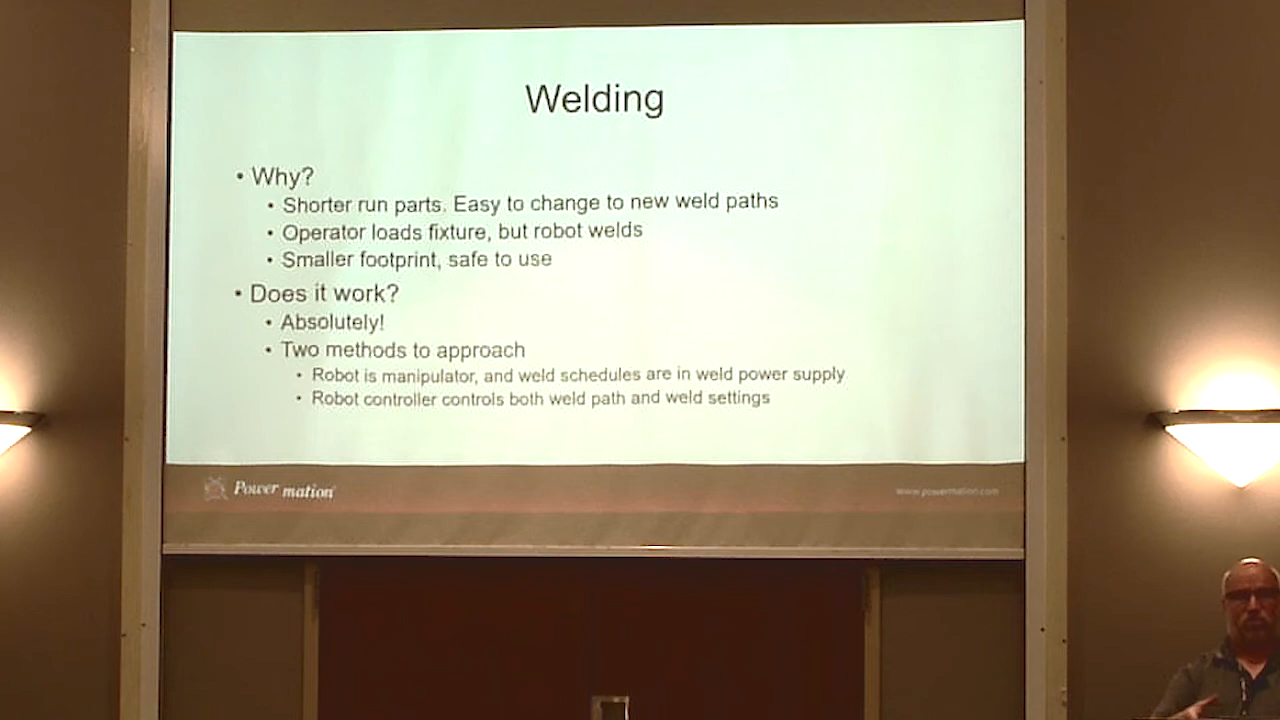 Welding
• Why?
• Shorter run parts. Easy to change to new weld paths
• Operator loads fixture, but robot welds
• Smaller footprint, safe to use
• Does it work?
• Absolutely!
• Two methods to approach
• Robot is manipulator, and weld schedules are in weld power supply
• Robot controller controls both weld path and weld settings
Power mation
www.powermation.com